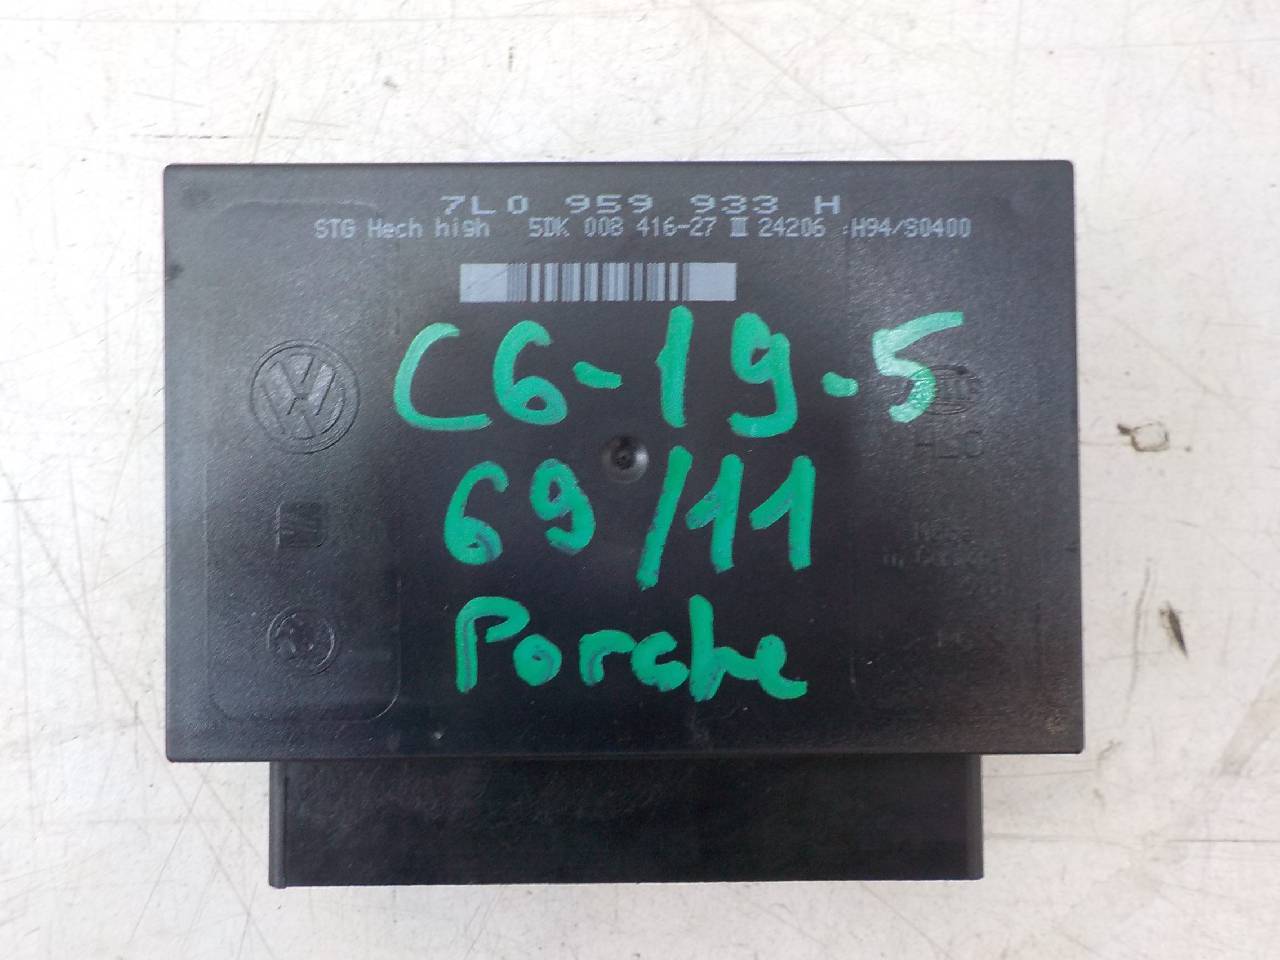 7L0 959 933 H
STG Hech high 5DK 008 416-27 III 24206 :H94/S0400
C6-19-5
69/11
Porche